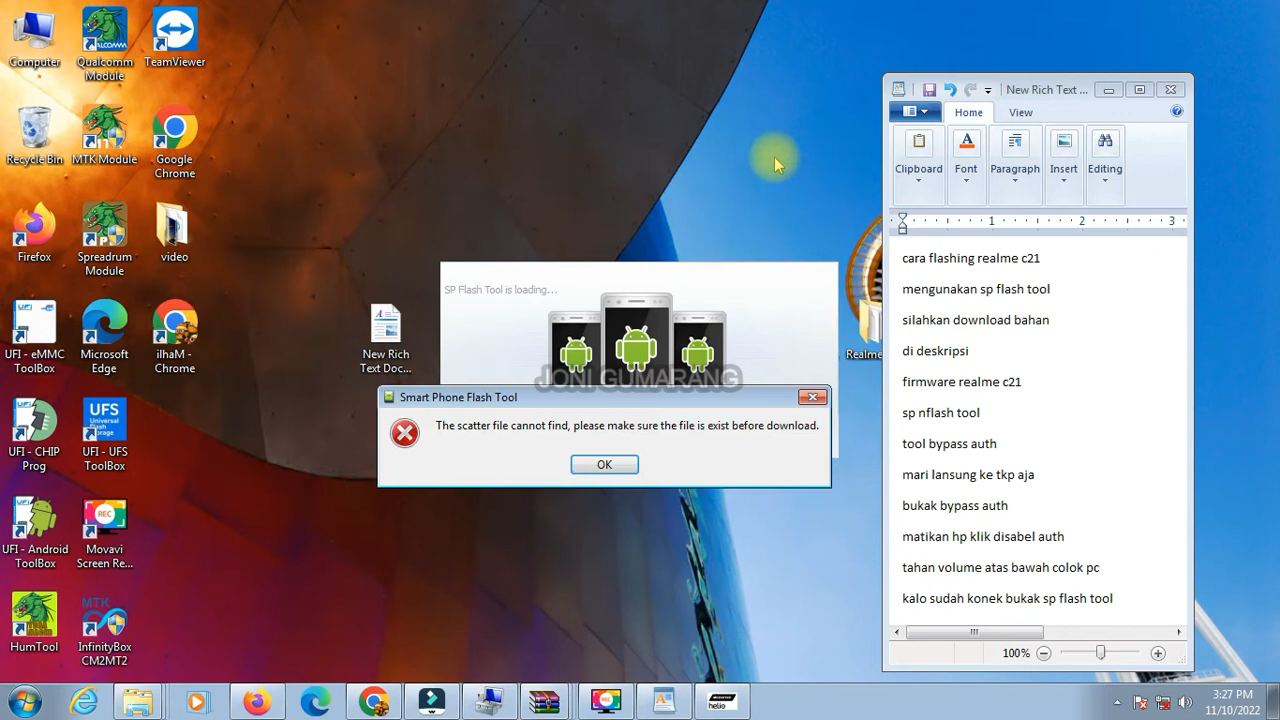 Computer
Qualcomm
Module
TeamViewer
Recycle Bin
MTK Module
Google
Chrome
Firefox
Spreadrum
Module
video
UFI - eMMC
ToolBox
Microsoft
Edge
ilhaM -
Chrome
UFI - CHIP
Prog
UFI - UFS
ToolBox
UFI - Android
ToolBox
Movavi
Screen Re...
HumTool
InfinityBox
CM2MT2
New Rich
Text Doc...
SP Flash Tool is loading...
JONI GUMARANG
Smart Phone Flash Tool
The scatter file cannot find, please make sure the file is exist before download.
OK
Realme
New Rich Text ...
Home
View
Clipboard
Font
Paragraph
Insert
Editing
1
2
3
cara flashing realme c21
mengunakan sp flash tool
silahkan download bahan
di deskripsi
firmware realme c21
sp nflash tool
tool bypass auth
mari lansung ke tkp aja
bukak bypass auth
matikan hp klik disabel auth
tahan volume atas bawah colok pc
kalo sudah konek bukak sp flash tool
100%
helio
3:27 PM
11/10/2022